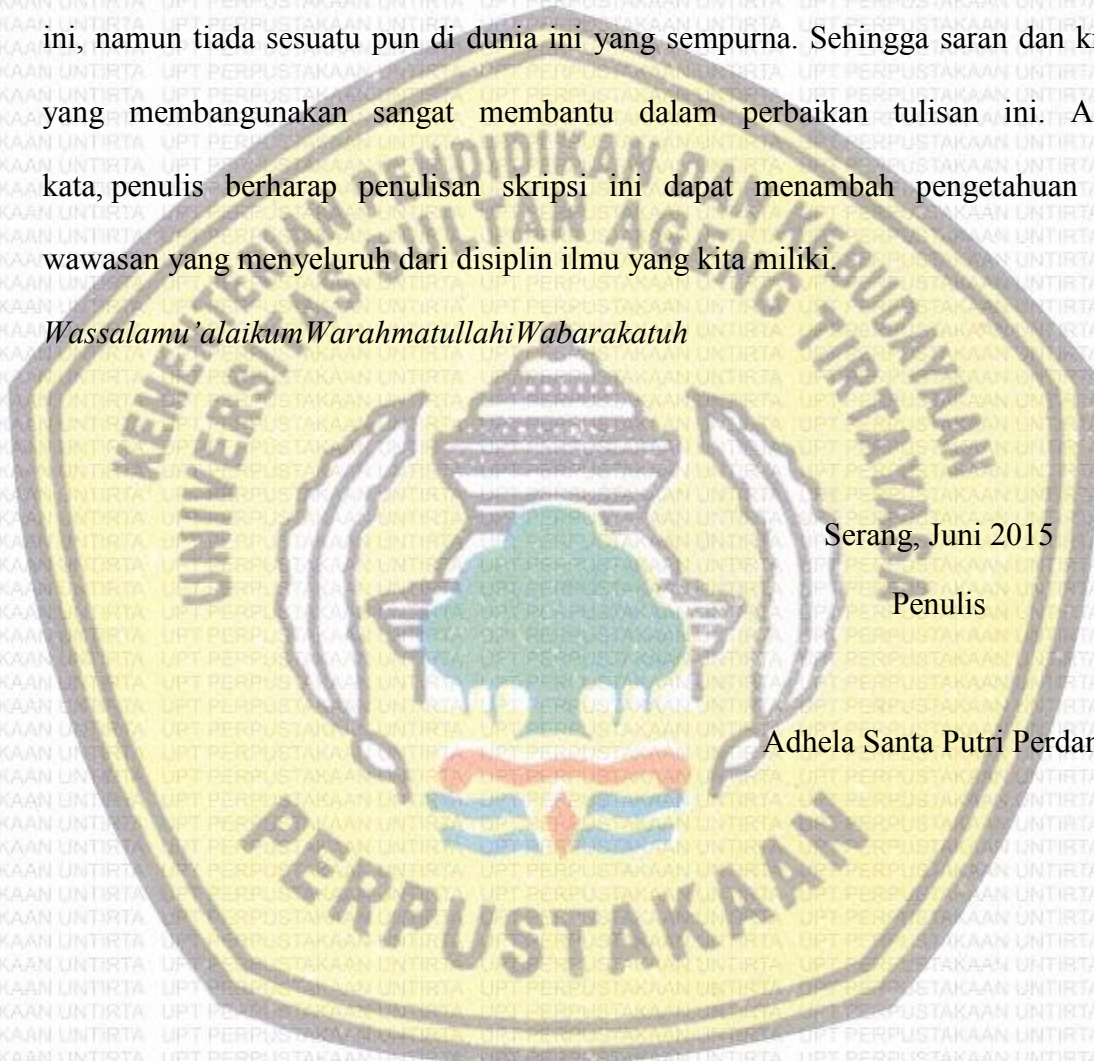 ini, namun tiada sesuatu pun di dunia ini yang sempurna. Sehingga saran dan
yang membangunakan sangat membantu dalam perbaikan tulisan ini.
kata, penulis berharap penulisan skripsi ini dapat menambah pengetahuan
wawasan yang menyeluruh dari disiplin ilmu yang kita miliki.
Wassalamu’alaikumWarahmatullahiWabarakatuh
KEMENTERIAN PENDIDIKAN DAN KEBUDAYAAN
UNIVERSITAS SULTAN AGENG TIRTAYASA
Serang, Juni 2015
Penulis
Adhela Santa Putri
PERPUSTAKAAN
UPT PERPUSTAKAAN UNTIRTA